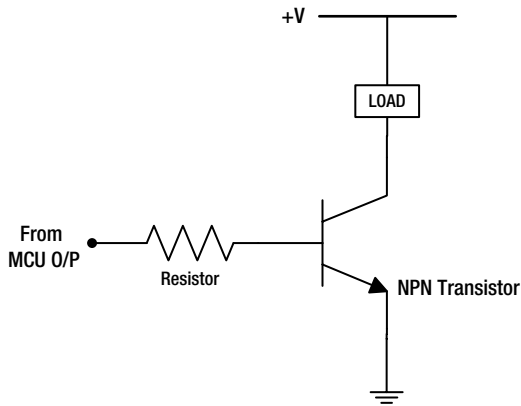 +V
LOAD
From
MCU O/P
Resistor
NPN Transistor